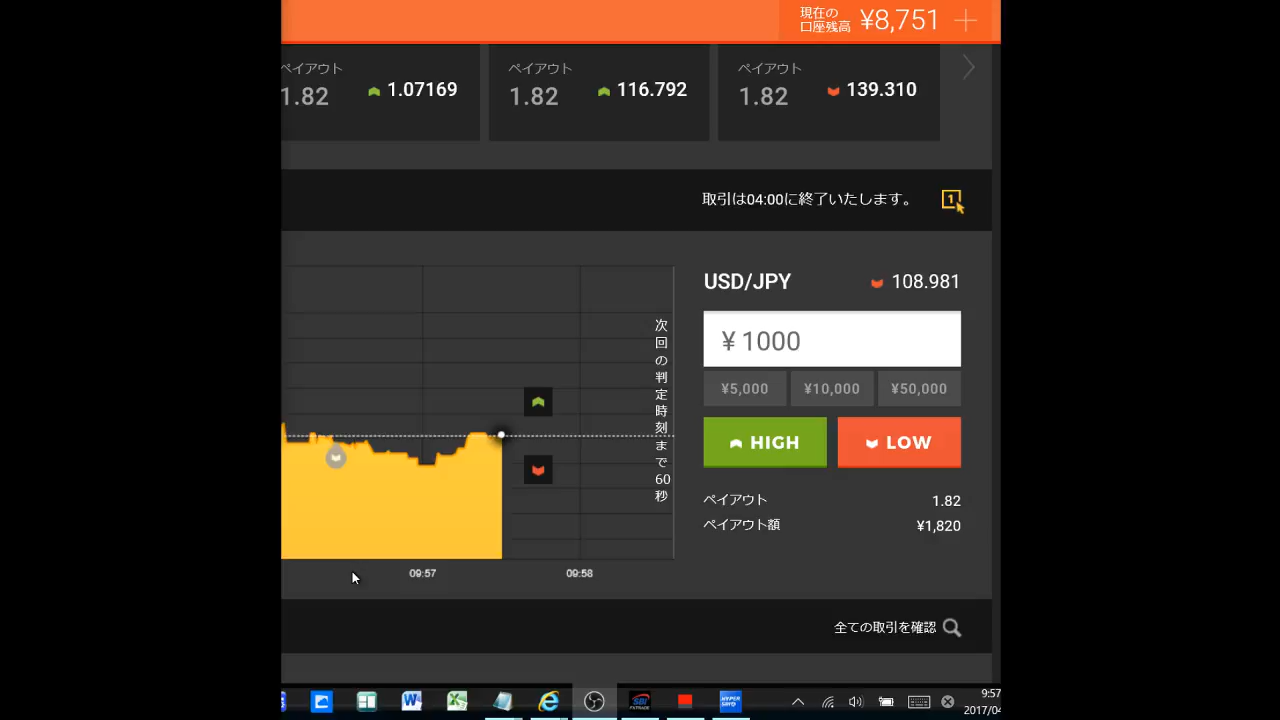 現在の
口座残高 ¥8,751
ペイアウト
1.82 1.07169
ペイアウト
1.82 116.792
ペイアウト
1.82 139.310
取引は04:00に終了いたします。
1
USD/JPY 108.981
¥ 1000
¥5,000 ¥10,000 ¥50,000
HIGH LOW
ペイアウト 1.82
ペイアウト額 ¥1,820
次回の判定時刻まで60秒
09:57 09:58
全ての取引を確認
SBI
FXTRADE
HYPER
SBI
9:57
2017/04